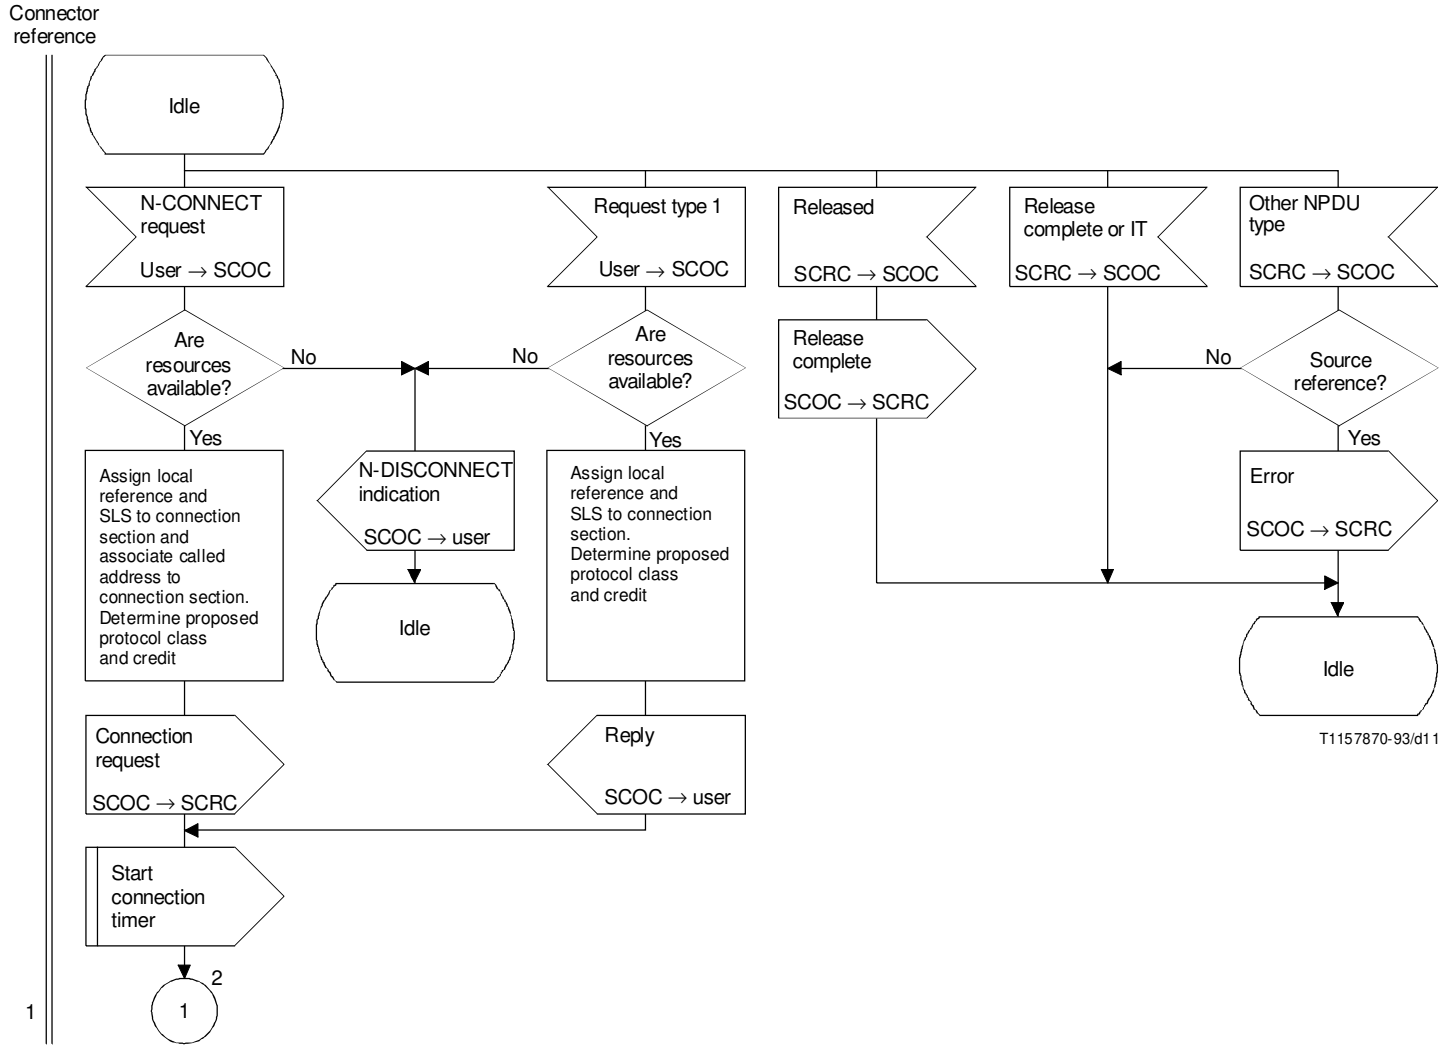 Connector
reference
Idle
N-CONNECT
request
User → SCOC
Request type 1
User → SCOC
Released
SCRC → SCOC
Release
complete or IT
SCRC → SCOC
Other NPDU
type
SCRC → SCOC
Are
resources
available?
No
Yes
No
Are
resources
available?
Yes
Release
complete
SCOC → SCRC
No
Source
reference?
Yes
Assign local
reference and
SLS to connection
section and
associate called
address to
connection section.
Determine proposed
protocol class
and credit
N-DISCONNECT
indication
SCOC → user
Assign local
reference and
SLS to connection
section.
Determine proposed
protocol class
and credit
Error
SCOC → SCRC
Idle
Idle
Connection
request
SCOC → SCRC
Reply
SCOC → user
T1157870-93/d11
Start
connection
timer
2
1
1